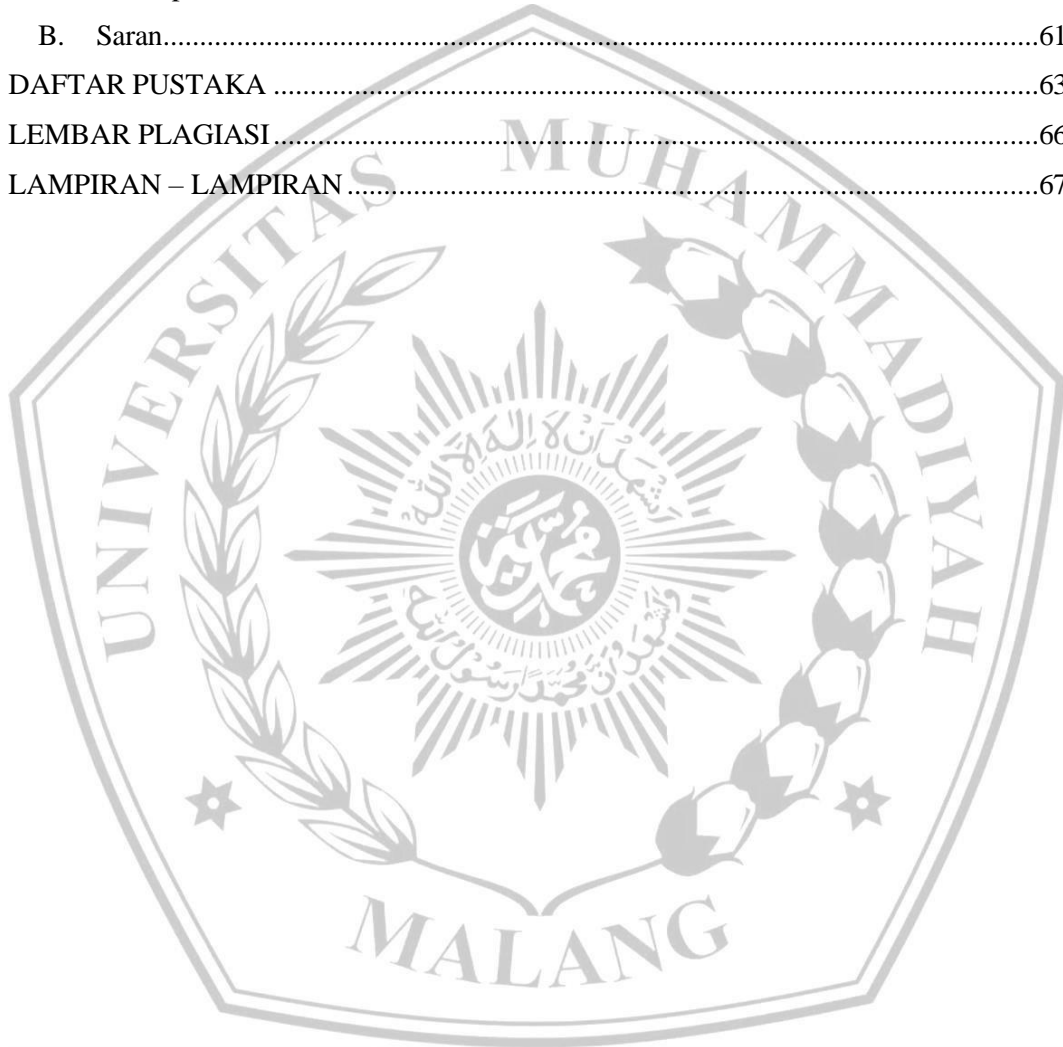 B. Saran....................................................................................................................61
DAFTAR PUSTAKA ....................................................................................................63
LEMBAR PLAGIASI....................................................................................................66
LAMPIRAN – LAMPIRAN..........................................................................................67
UNIVERSITAS MUHAMMADIYAH
MALANG